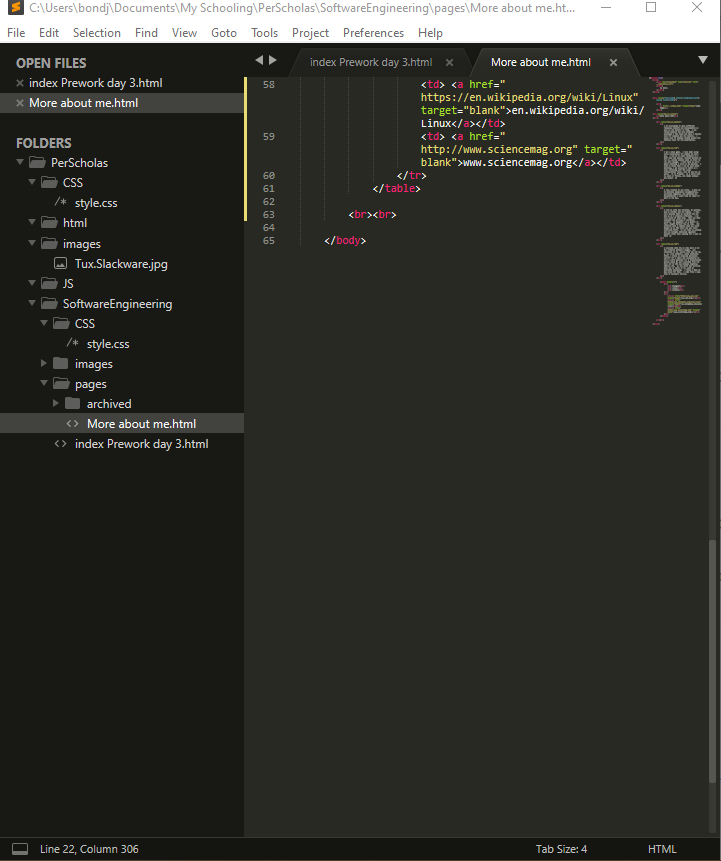 C:\Users\bondj\Documents\My Schooling\PerScholas\SoftwareEngineering\pages\More about me.ht...
File Edit Selection Find View Goto Tools Project Preferences Help
OPEN FILES
index Prework day 3.html
More about me.html
FOLDERS
PerScholas
CSS
/* style.css
html
images
Tux.Slackware.jpg
JS
SoftwareEngineering
CSS
/* style.css
images
pages
archived
<> More about me.html
<> index Prework day 3.html
index Prework day 3.html More about me.html
58 <td> <a href="
https://en.wikipedia.org/wiki/Linux"
target="blank">en.wikipedia.org/wiki/
Linux</a></td>
59 <td> <a href="
http://www.sciencemag.org" target="
blank">www.sciencemag.org</a></td>
60 </tr>
61 </table>
62
63 <br><br>
64
65 </body>
Line 22, Column 306 Tab Size: 4 HTML